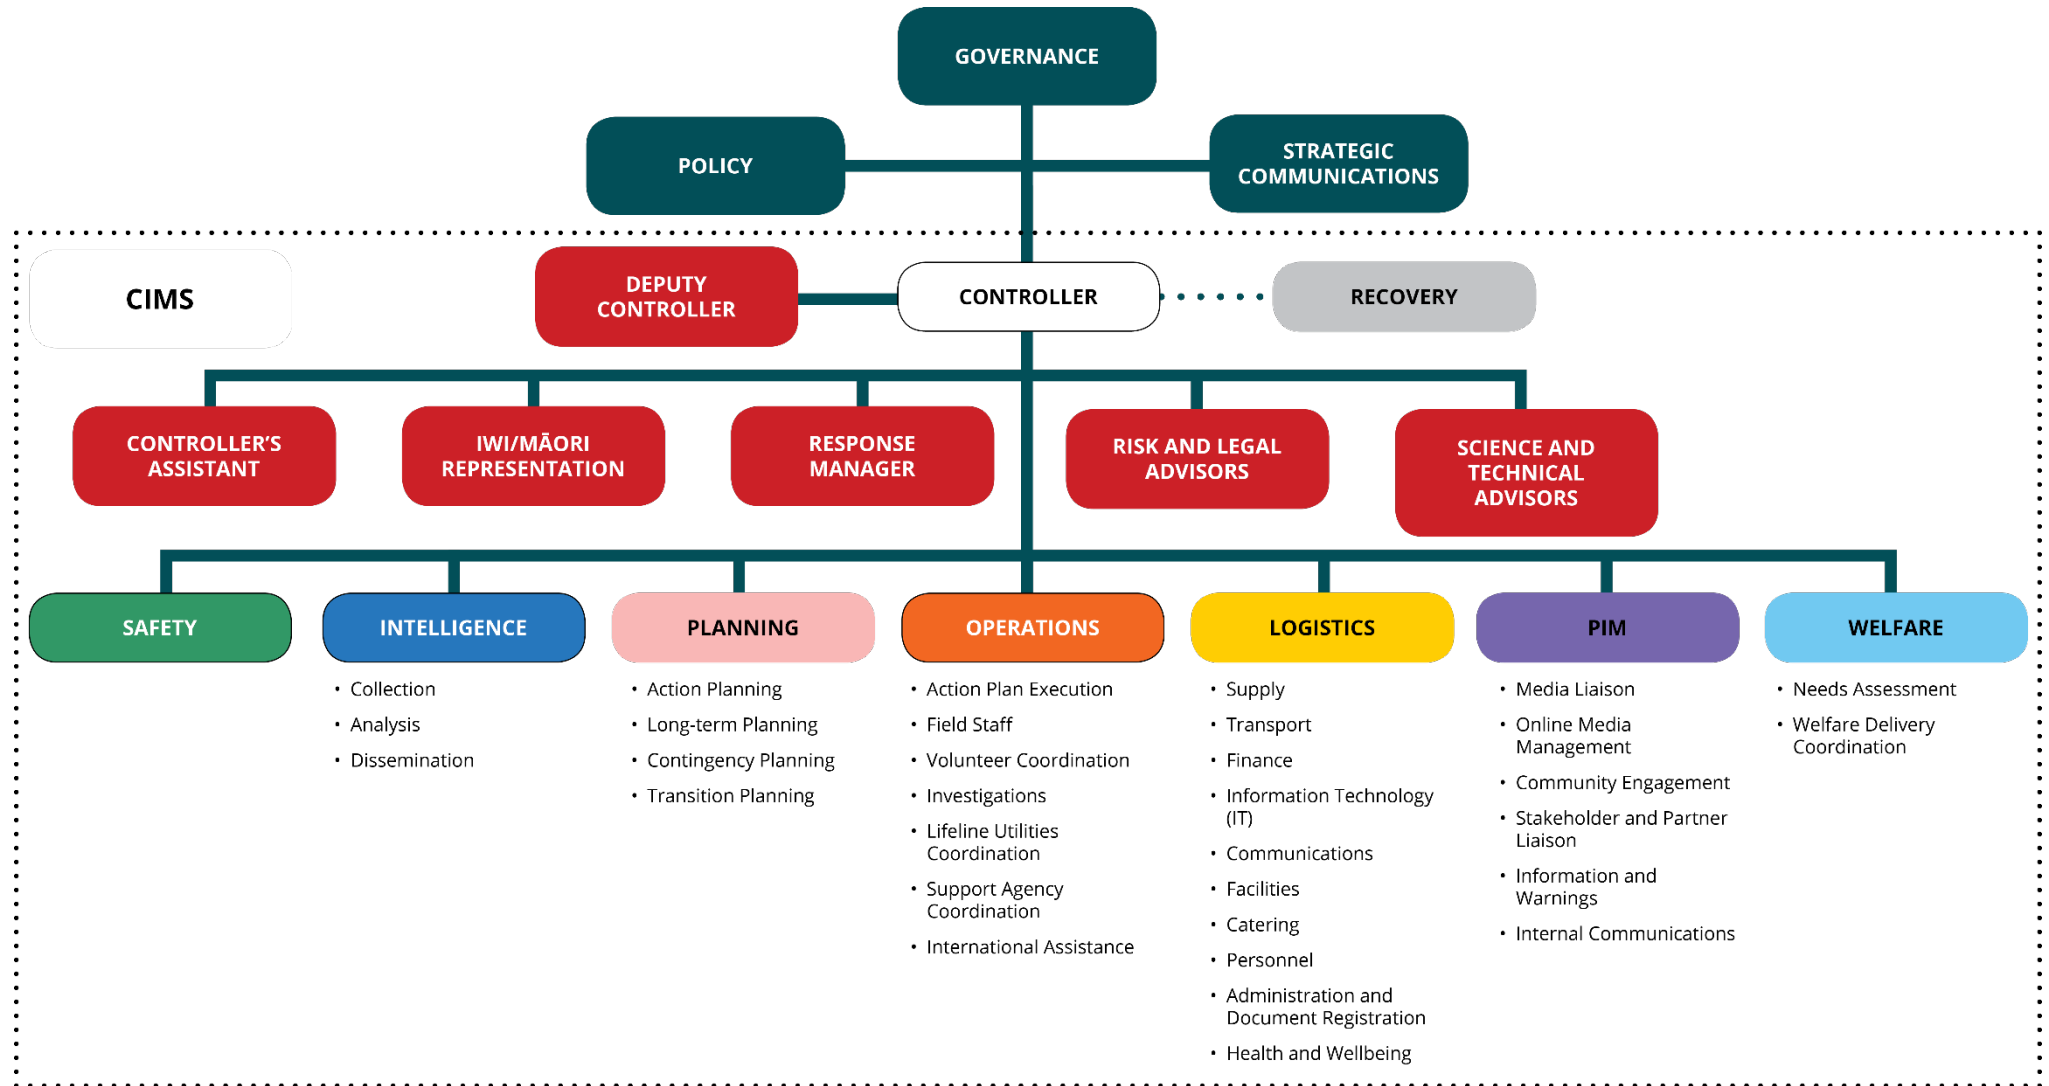 GOVERNANCE
POLICY
STRATEGIC
COMMUNICATIONS
CIMS
DEPUTY
CONTROLLER
CONTROLLER
RECOVERY
CONTROLLER’S
ASSISTANT
IWI/MĀORI
REPRESENTATION
RESPONSE
MANAGER
RISK AND LEGAL
ADVISORS
SCIENCE AND
TECHNICAL
ADVISORS
SAFETY
INTELLIGENCE
• Collection
• Analysis
• Dissemination
PLANNING
• Action Planning
• Long-term Planning
• Contingency Planning
• Transition Planning
OPERATIONS
• Action Plan Execution
• Field Staff
• Volunteer Coordination
• Investigations
• Lifeline Utilities
Coordination
• Support Agency
Coordination
• International Assistance
LOGISTICS
• Supply
• Transport
• Finance
• Information Technology
(IT)
• Communications
• Facilities
• Catering
• Personnel
• Administration and
Document Registration
• Health and Wellbeing
PIM
• Media Liaison
• Online Media
Management
• Community Engagement
• Stakeholder and Partner
Liaison
• Information and
Warnings
• Internal Communications
WELFARE
• Needs Assessment
• Welfare Delivery
Coordination